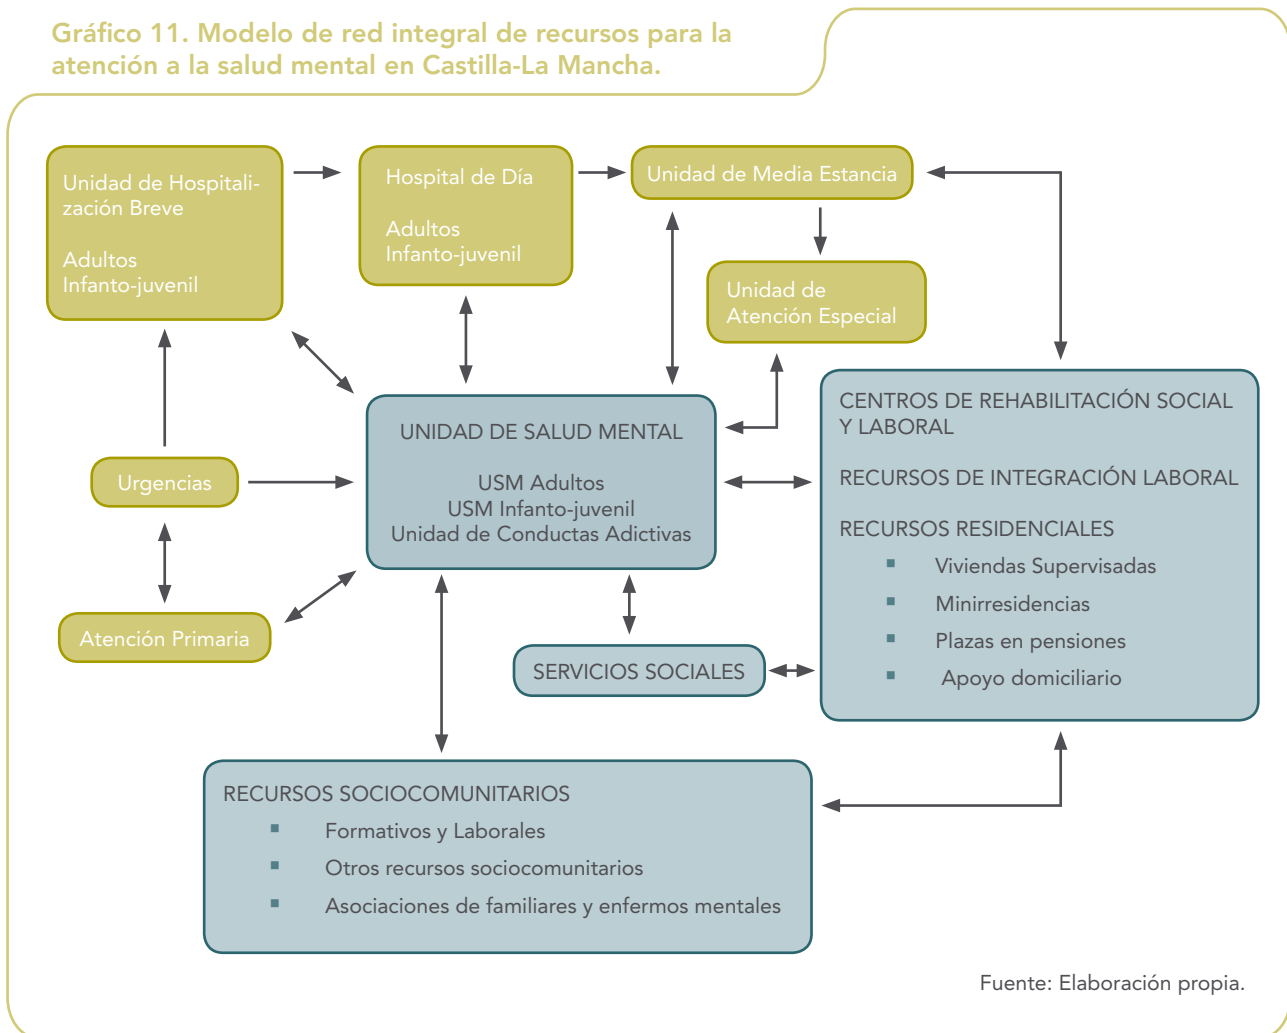 Gráfico 11. Modelo de red integral de recursos para la
atención a la salud mental en Castilla-La Mancha.
Unidad de Hospitali-
zación Breve
Adultos
Infanto-juvenil
Hospital de Día
Adultos
Infanto-juvenil
Unidad de Media Estancia
Unidad de
Atención Especial
Urgencias
Atención Primaria
UNIDAD DE SALUD MENTAL
USM Adultos
USM Infanto-juvenil
Unidad de Conductas Adictivas
CENTROS DE REHABILITACIÓN SOCIAL
Y LABORAL
RECURSOS DE INTEGRACIÓN LABORAL
RECURSOS RESIDENCIALES
▪ Viviendas Supervisadas
▪ Minirresidencias
▪ Plazas en pensiones
▪ Apoyo domiciliario
SERVICIOS SOCIALES
RECURSOS SOCIOCOMUNITARIOS
▪ Formativos y Laborales
▪ Otros recursos sociocomunitarios
▪ Asociaciones de familiares y enfermos mentales
Fuente: Elaboración propia.